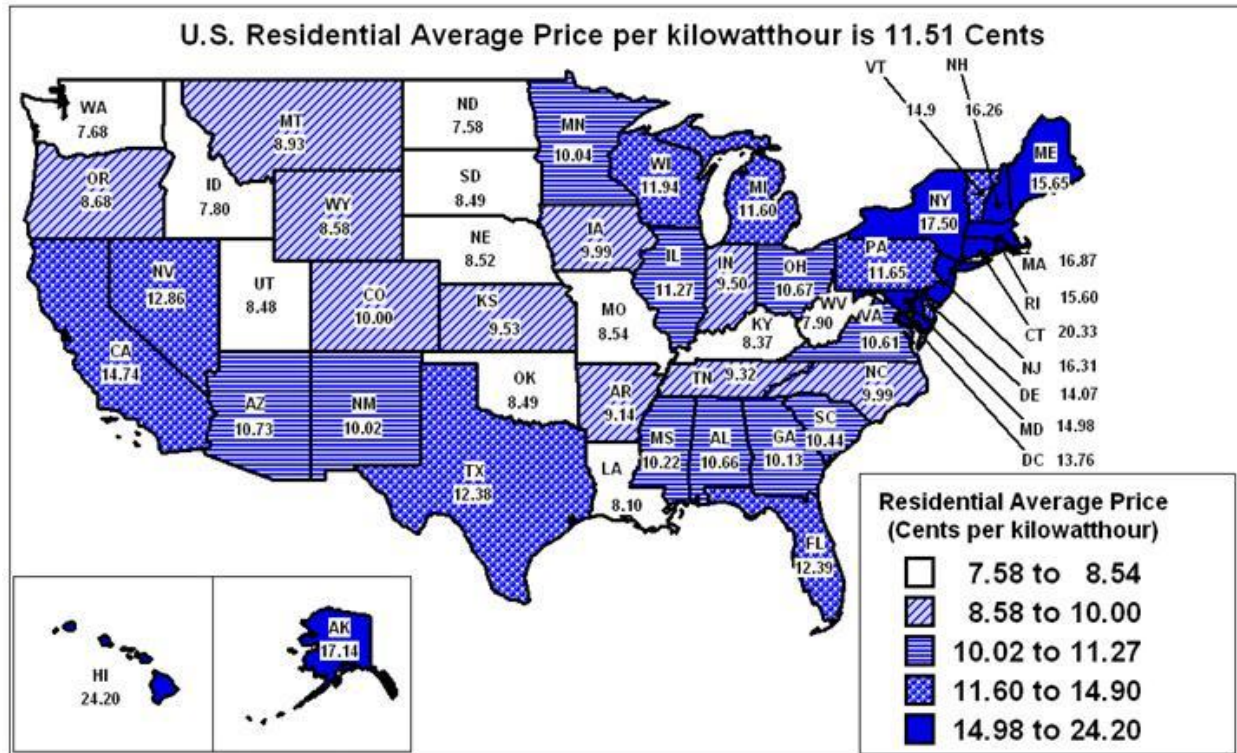 U.S. Residential Average Price per kilowatthour is 11.51 Cents
VT
14.9
NH
16.26
WA
7.68
MT
8.93
ND
7.58
MN
10.04
ME
15.65
OR
8.68
ID
7.80
WY
8.58
SD
8.49
WI
11.94
MI
11.60
NY
17.50
NE
8.52
IA
9.99
NV
12.86
UT
8.48
CO
10.00
KS
9.53
MO
8.54
IL
11.27
IN
9.50
OH
10.67
PA
11.65
WV
7.90
VA
10.61
KY
8.37
MA 16.87
RI 15.60
CT 20.33
NJ 16.31
DE 14.07
MD 14.98
DC 13.76
CA
14.74
AZ
10.73
NM
10.02
OK
8.49
AR
9.14
TN 9.32
NC
9.99
SC
10.44
MS
10.22
AL
10.66
GA
10.13
TX
12.38
LA
8.10
FL
12.39
HI
24.20
AK
17.14
Residential Average Price
(Cents per kilowatthour)
7.58 to 8.54
8.58 to 10.00
10.02 to 11.27
11.60 to 14.90
14.98 to 24.20